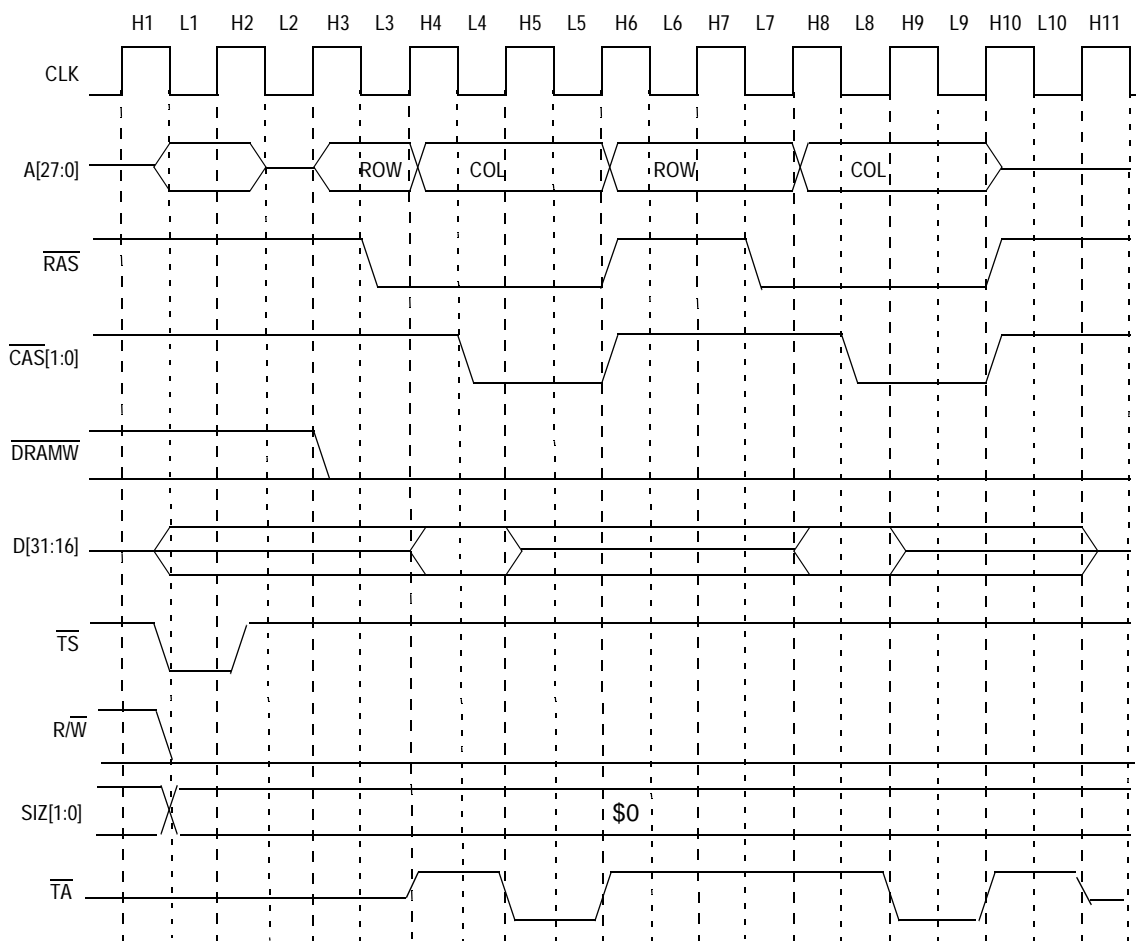 H1 L1 H2 L2 H3 L3 H4 L4 H5 L5 H6 L6 H7 L7 H8 L8 H9 L9 H10 L10 H11
CLK
A[27:0] ROW COL ROW COL
RAS
CAS[1:0]
DRAMW
D[31:16]
TS
R/W
SIZ[1:0] $0
TA